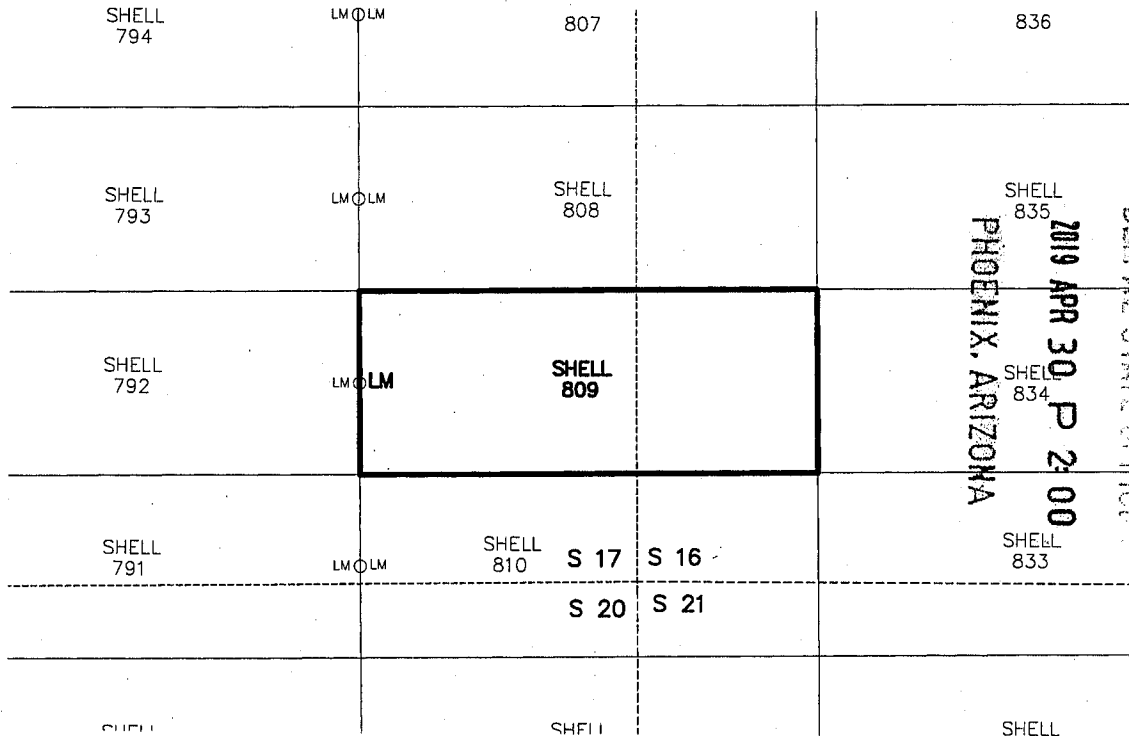 SHELL
794
LM LM
807
836
SHELL
793
LM LM
SHELL
808
SHELL
835
SHELL
792
LM LM
SHELL
809
SHELL
834
SHELL
791
LM LM
SHELL
810
S 17 S 16
S 20 S 21
SHELL
833
SHELL
SHELL
SHELL
2019 APR 30 P 2:00
PHOENIX, ARIZONA